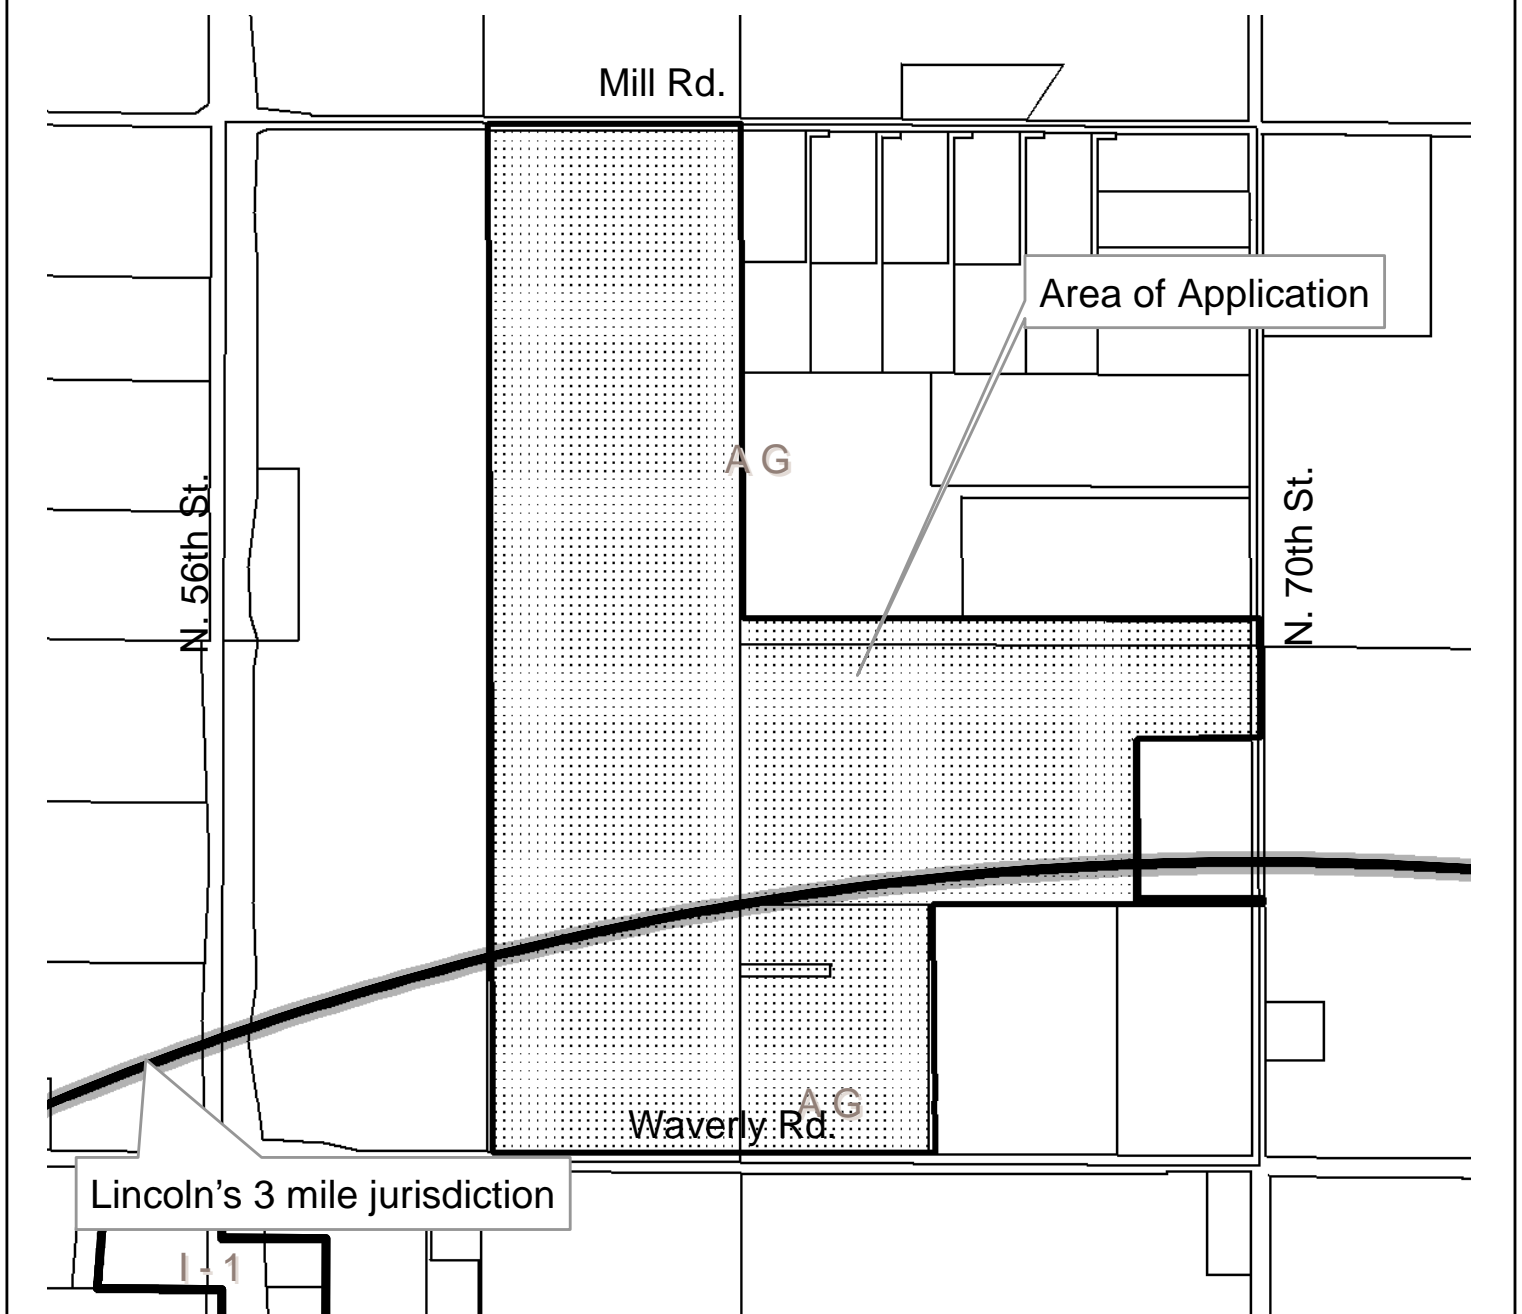 Mill Rd.
Area of Application
A G
N. 56th St.
N. 70th St.
A G
Waverly Rd.
Lincoln’s 3 mile jurisdiction
I - 1